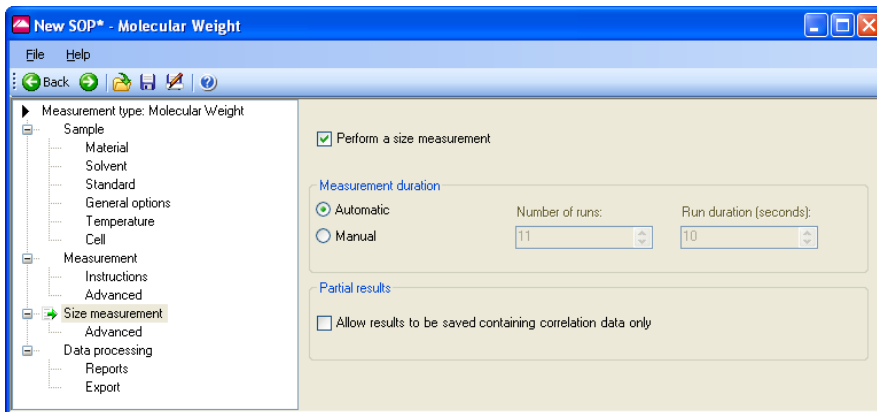 New SOP* - Molecular Weight
File Help
Back
Measurement type: Molecular Weight
Sample
Material
Solvent
Standard
General options
Temperature
Cell
Measurement
Instructions
Advanced
Size measurement
Advanced
Data processing
Reports
Export
Perform a size measurement
Measurement duration
Automatic
Manual
Number of runs:
11
Run duration (seconds):
10
Partial results
Allow results to be saved containing correlation data only